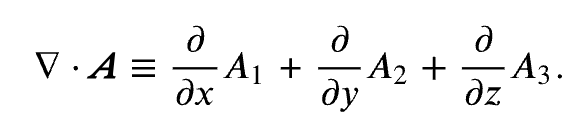 ∇ · 𝑨 ≡ ∂/∂x A₁ + ∂/∂y A₂ + ∂/∂z A₃.